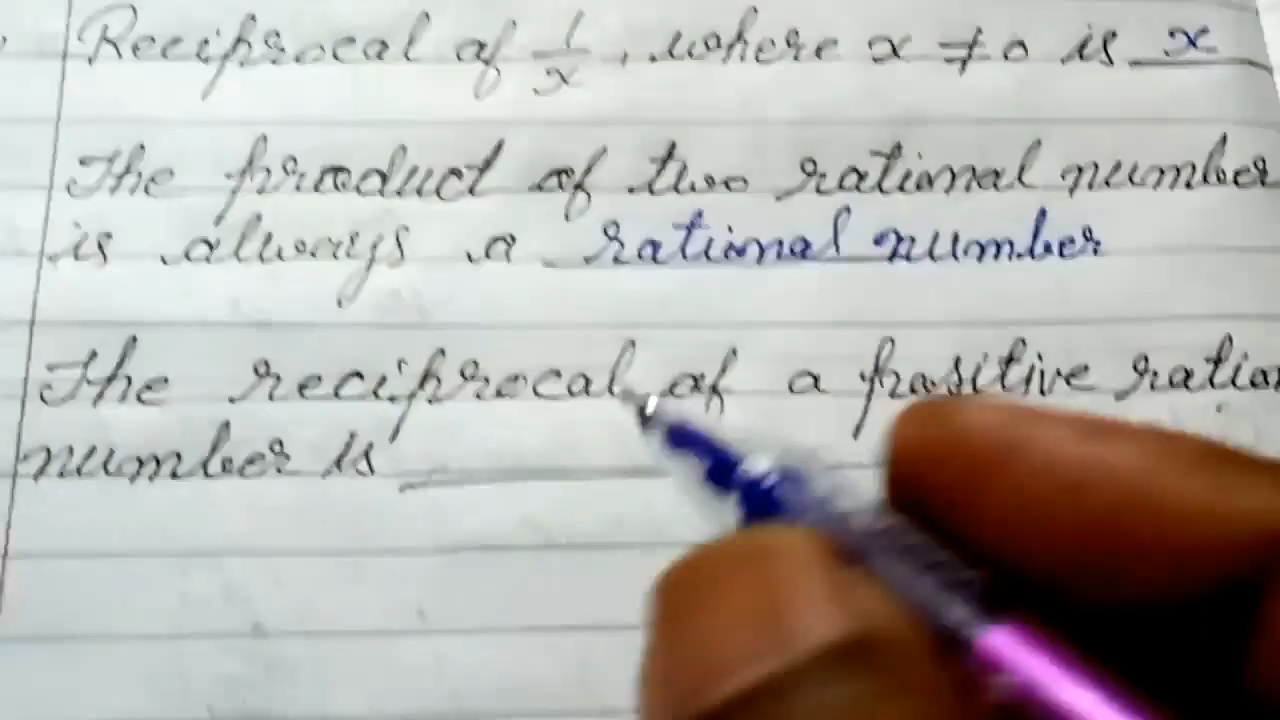 Reciprocal of 1/x, where x ≠ 0 is x
The product of two rational number
is always a rational number
The reciprocal of a positive ratio
number is